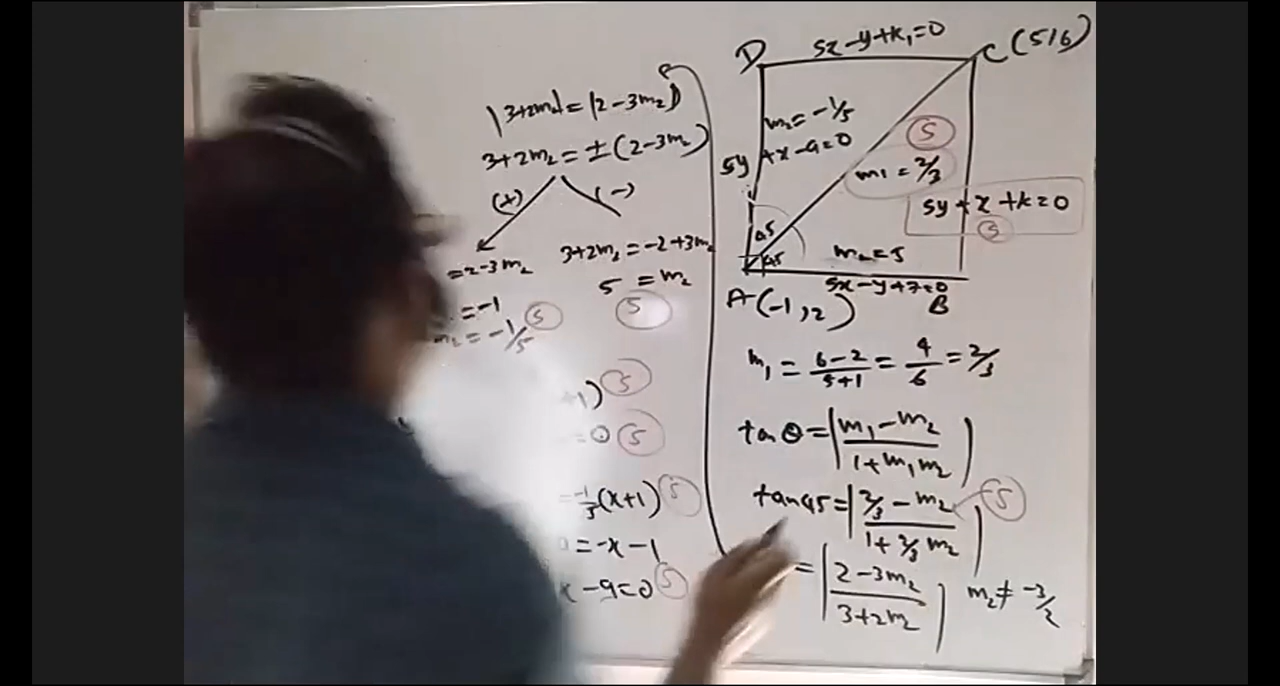 |3+2m₂| = |2-3m₂|
3+2m₂ = ±(2-3m₂)
(+) (-)
=2-3m₂
3+2m₂ = -2+3m₂
5 = m₂
5
= -1
m₂ = -1/5 5
+1) 5
=0 5
= -1/5 (x+1) 5
= -x - 1
x - 9 = 0 5
D 5x-y+k₁=0 C (5,6)
m₂ = -1/5
5y +x-9=0
5
m₁ = 2/3
5y + x + k = 0
5
45
45
m₂ = 5
5x-y+7=0
A(-1,2) B
m₁ = 6-2/5+1 = 4/6 = 2/3
tan θ = |m₁-m₂/1+m₁m₂|
tan 45 = |2/3 - m₂/1+2/3 m₂| 5
= |2-3m₂/3+2m₂| m₂ ≠ -3/2